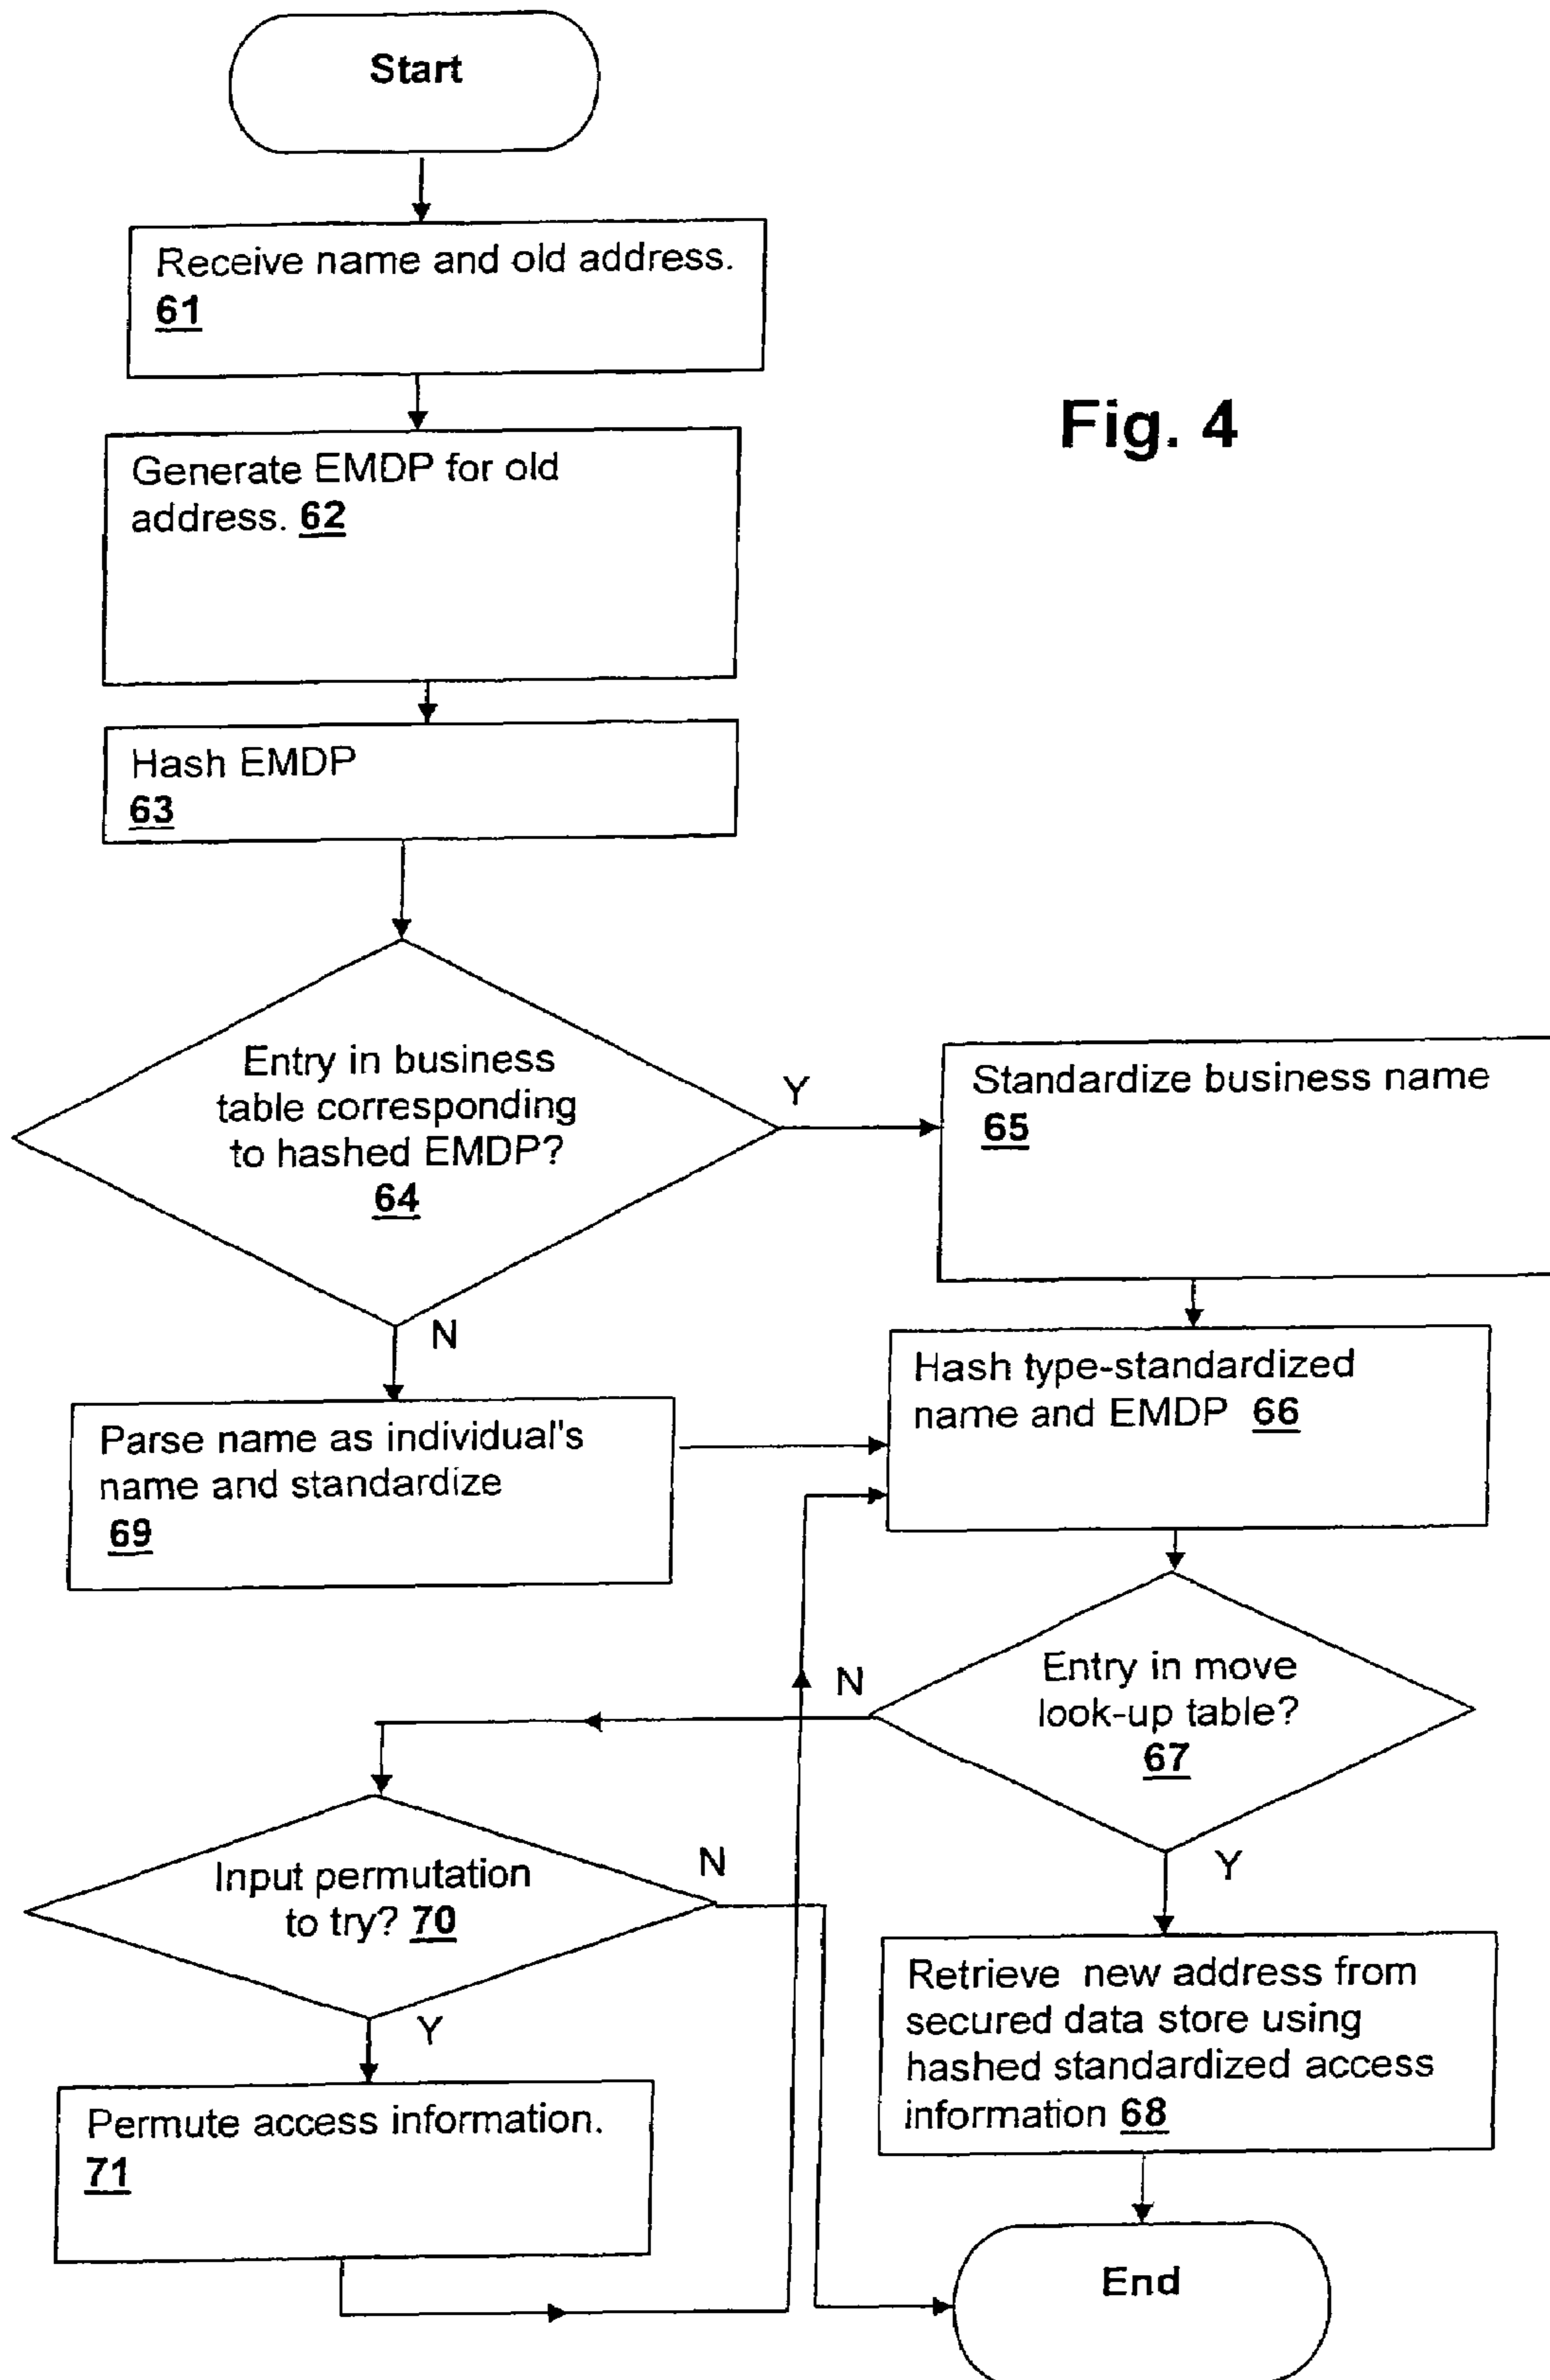 Start
Receive name and old address.
61
Fig. 4
Generate EMDP for old
address. 62
Hash EMDP
63
Entry in business
table corresponding
to hashed EMDP?
64
Y
Standardize business name
65
N
Hash type-standardized
name and EMDP 66
Parse name as individual's
name and standardize
69
Entry in move
look-up table?
67
N
Y
Input permutation
to try? 70
N
Y
Retrieve new address from
secured data store using
hashed standardized access
information 68
Permute access information.
71
End